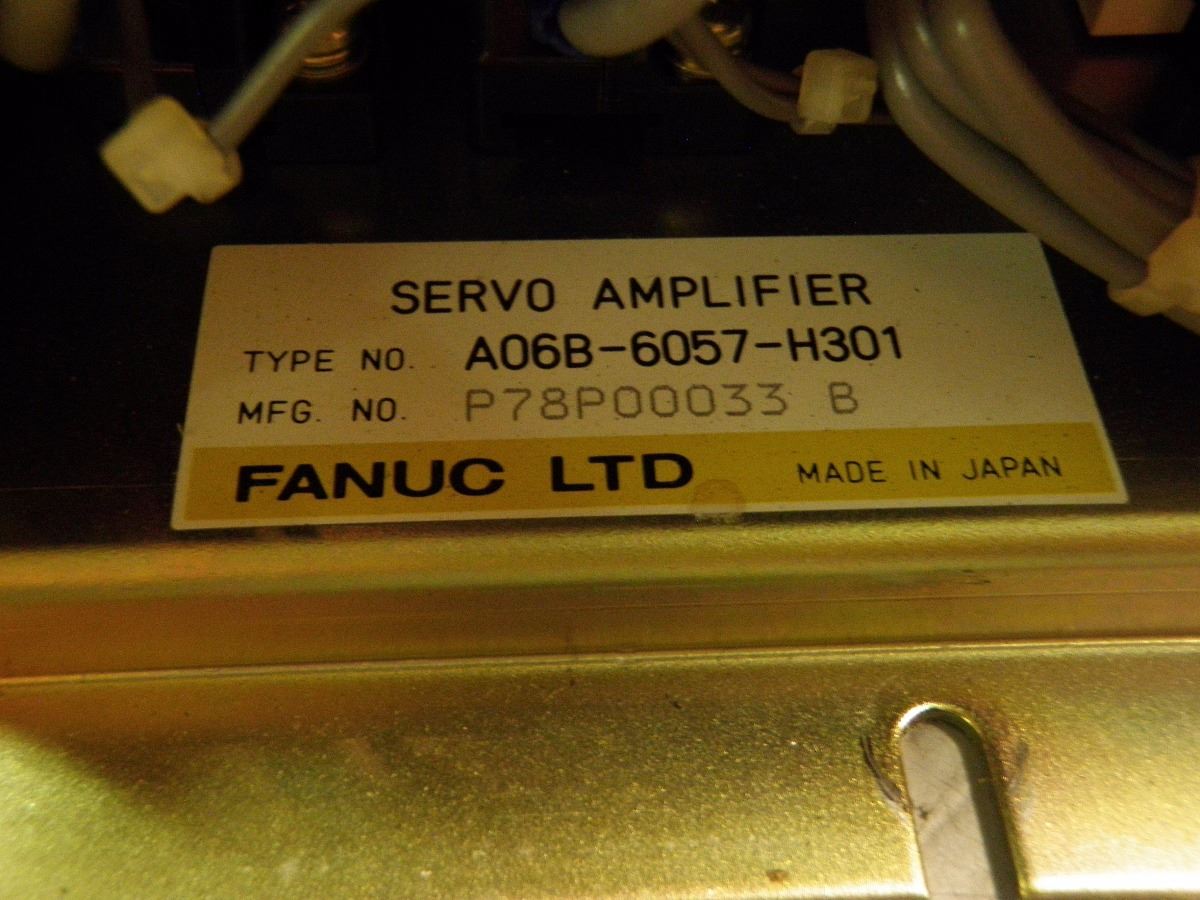 SERVO AMPLIFIER
TYPE NO. A06B-6057-H301
MFG. NO. P78P00033 B
FANUC LTD MADE IN JAPAN